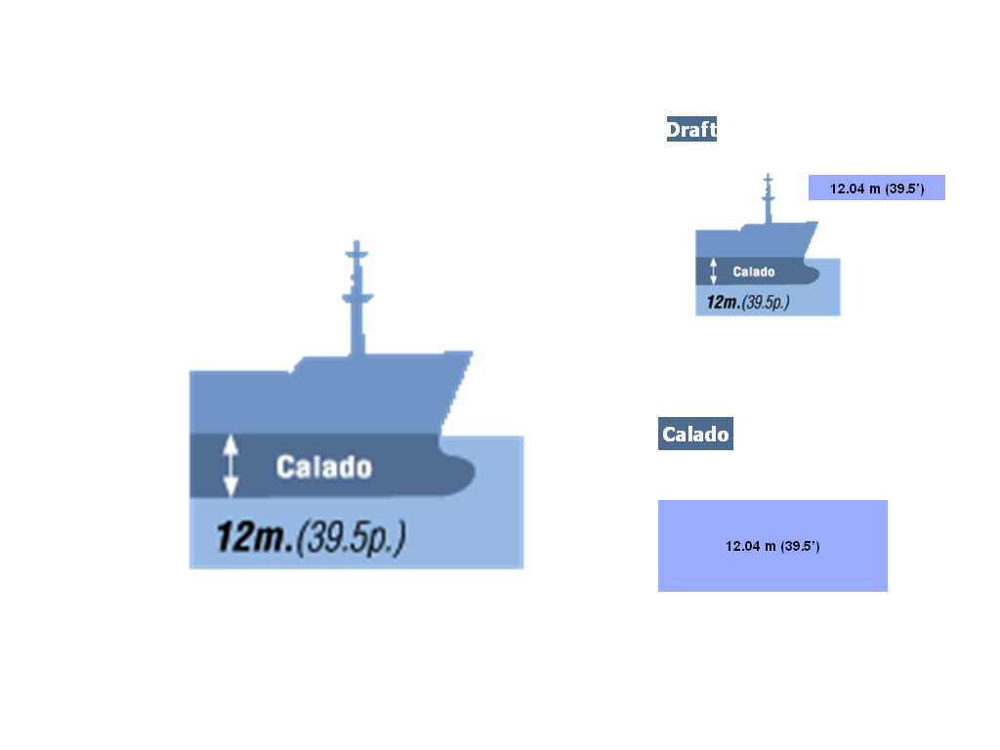 Calado
12m.(39.5p.)
Draft
12.04 m (39.5')
Calado
12m.(39.5p.)
Calado
12.04 m (39.5')